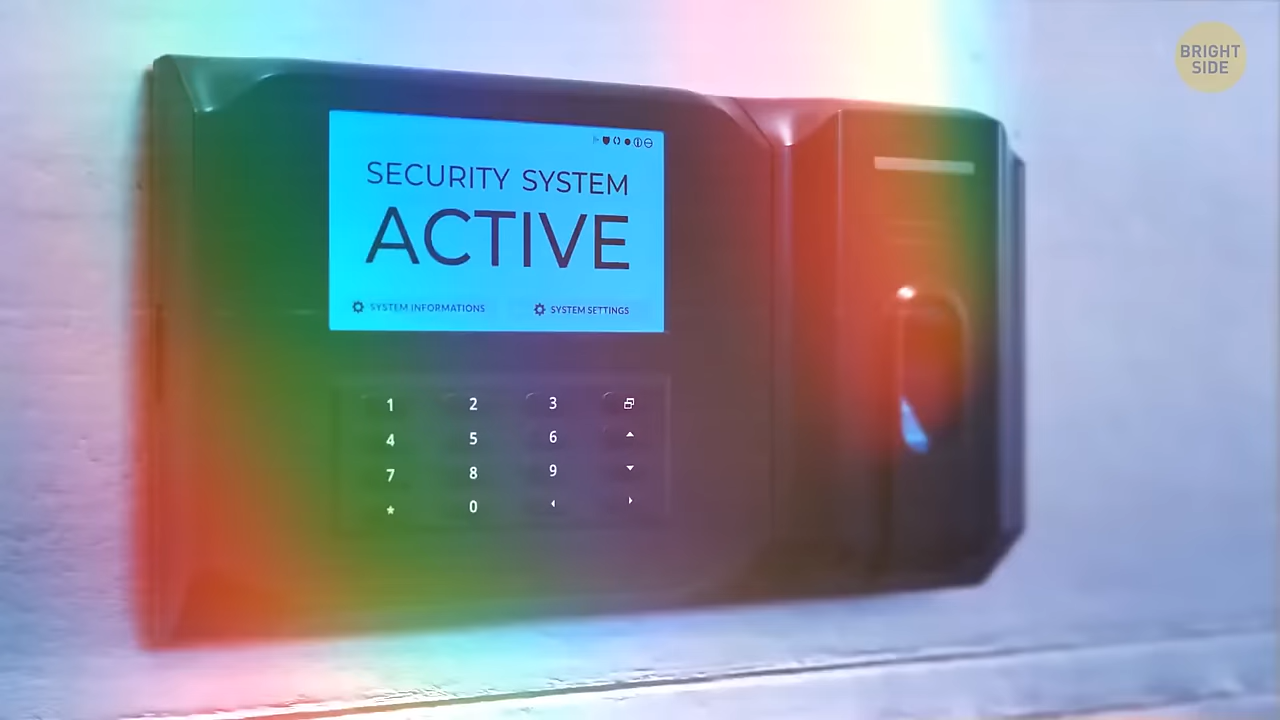 BRIGHT
SIDE
SECURITY SYSTEM
ACTIVE
SYSTEM INFORMATIONS SYSTEM SETTINGS
1 2 3
4 5 6
7 8 9
* 0